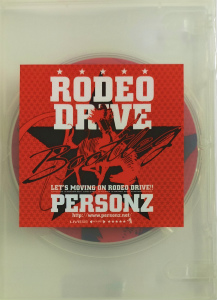 RODEO
DRIVE
Bootleg
LET'S MOVING ON RODEO DRIVE!!
PERSONZ
http://www.personz.net